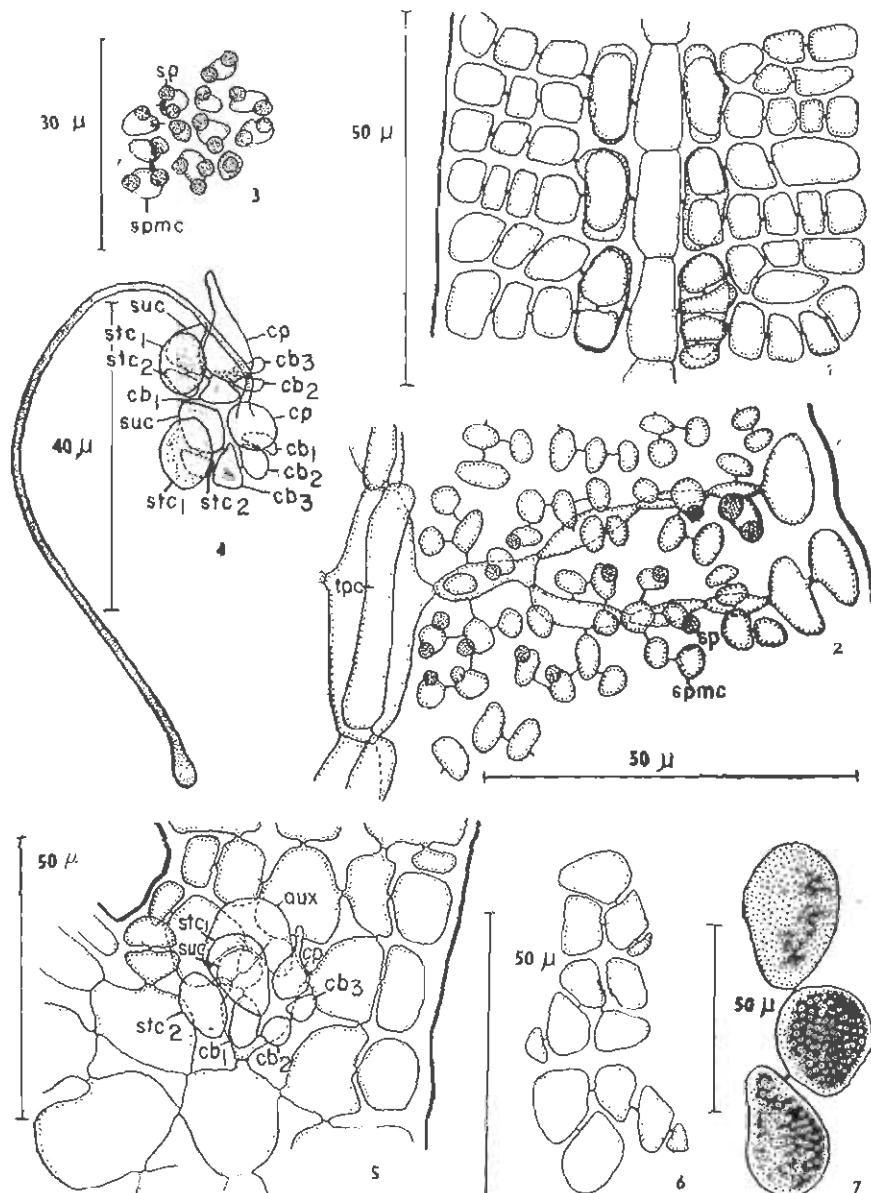 30 μ
sp
spmc
3
50 μ
1
suc
stc1
stc2
cb1
suc
stc1
stc2
cp
cb3
cb2
cp
cb1
cb2
cb3
40 μ
4
tpc
sp
spmc
2
50 μ
50 μ
aux
stc1
suc
cp
cb3
stc2
cb1
cb2
5
50 μ
6
50 μ
7